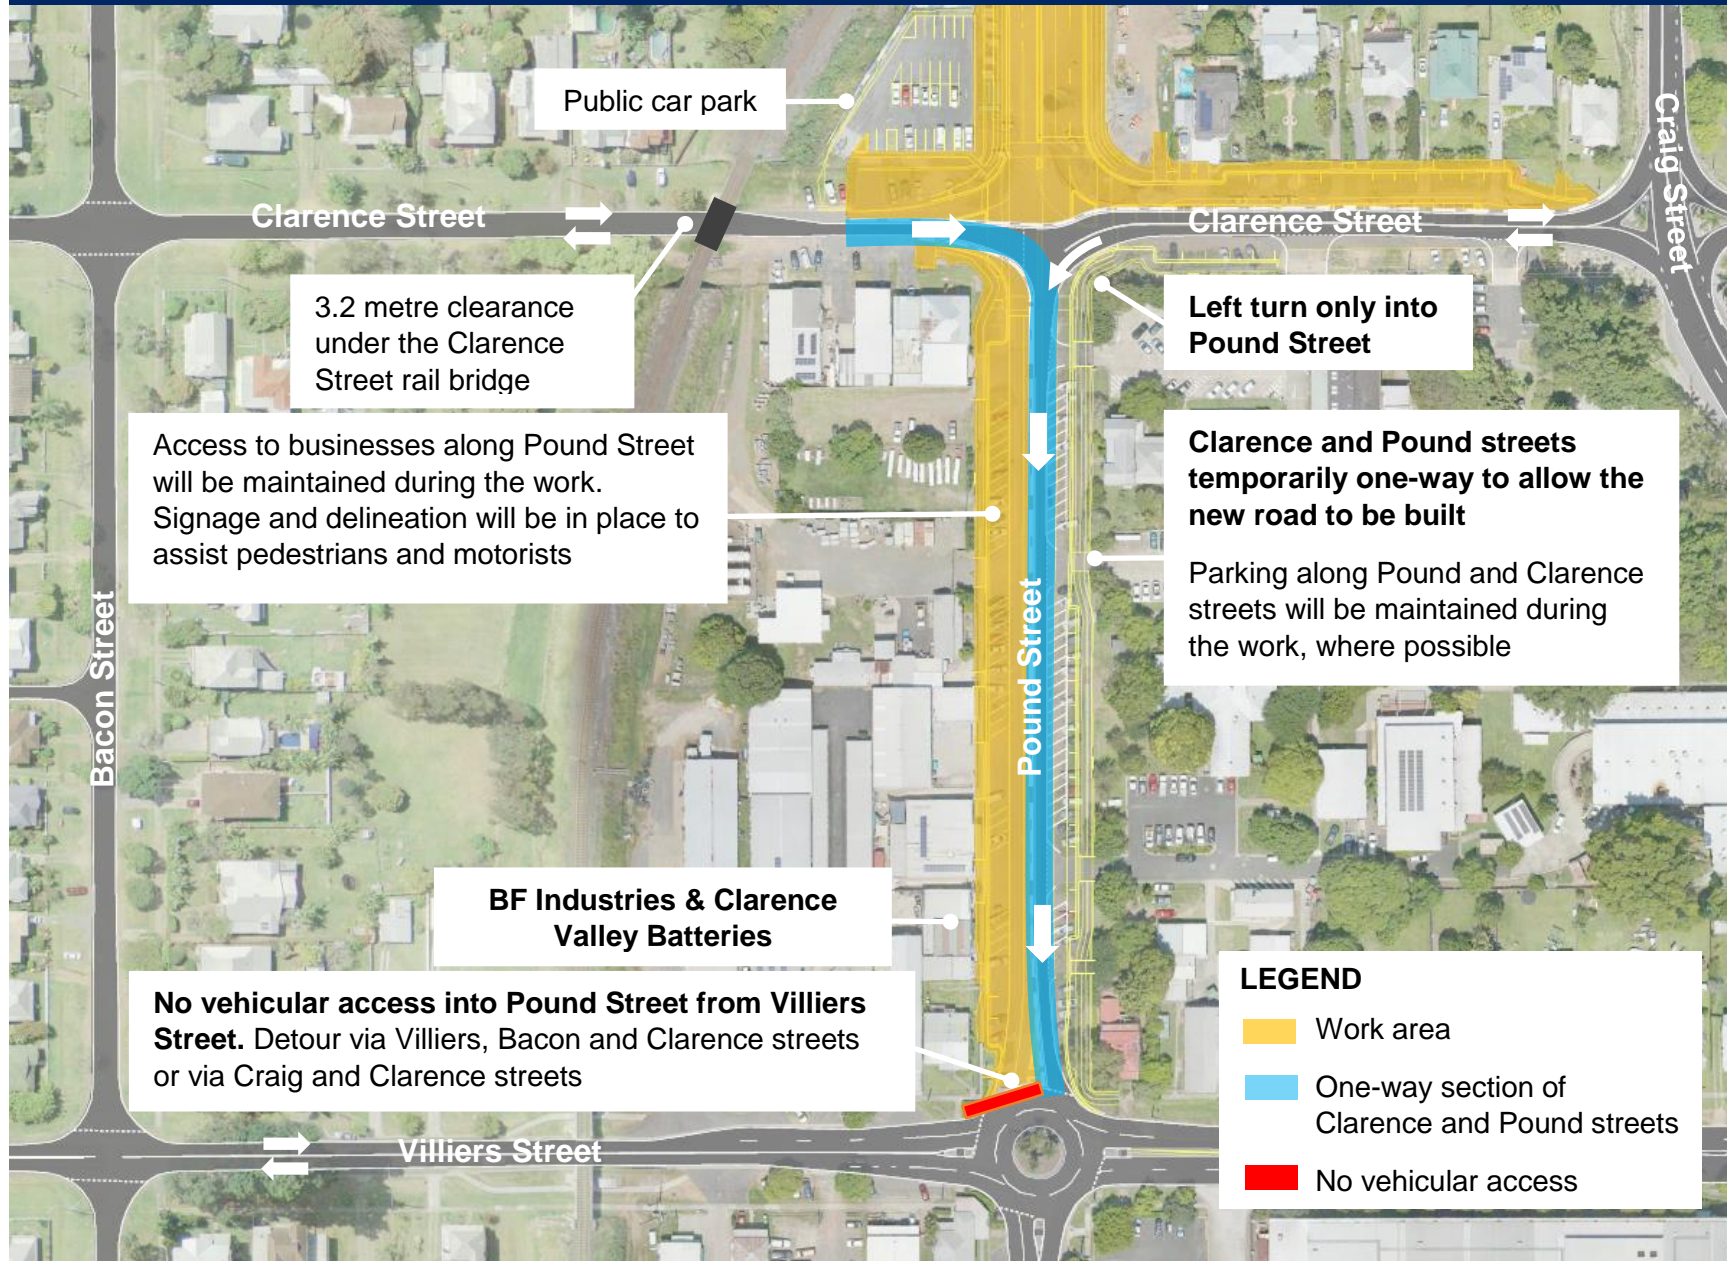 Public car park
Craig Street
Clarence Street
Clarence Street
3.2 metre clearance
under the Clarence
Street rail bridge
Left turn only into
Pound Street
Access to businesses along Pound Street
will be maintained during the work.
Signage and delineation will be in place to
assist pedestrians and motorists
Clarence and Pound streets
temporarily one-way to allow the
new road to be built
Parking along Pound and Clarence
streets will be maintained during
the work, where possible
Bacon Street
Pound Street
BF Industries & Clarence
Valley Batteries
No vehicular access into Pound Street from Villiers
Street. Detour via Villiers, Bacon and Clarence streets
or via Craig and Clarence streets
Villiers Street
LEGEND
Work area
One-way section of
Clarence and Pound streets
No vehicular access